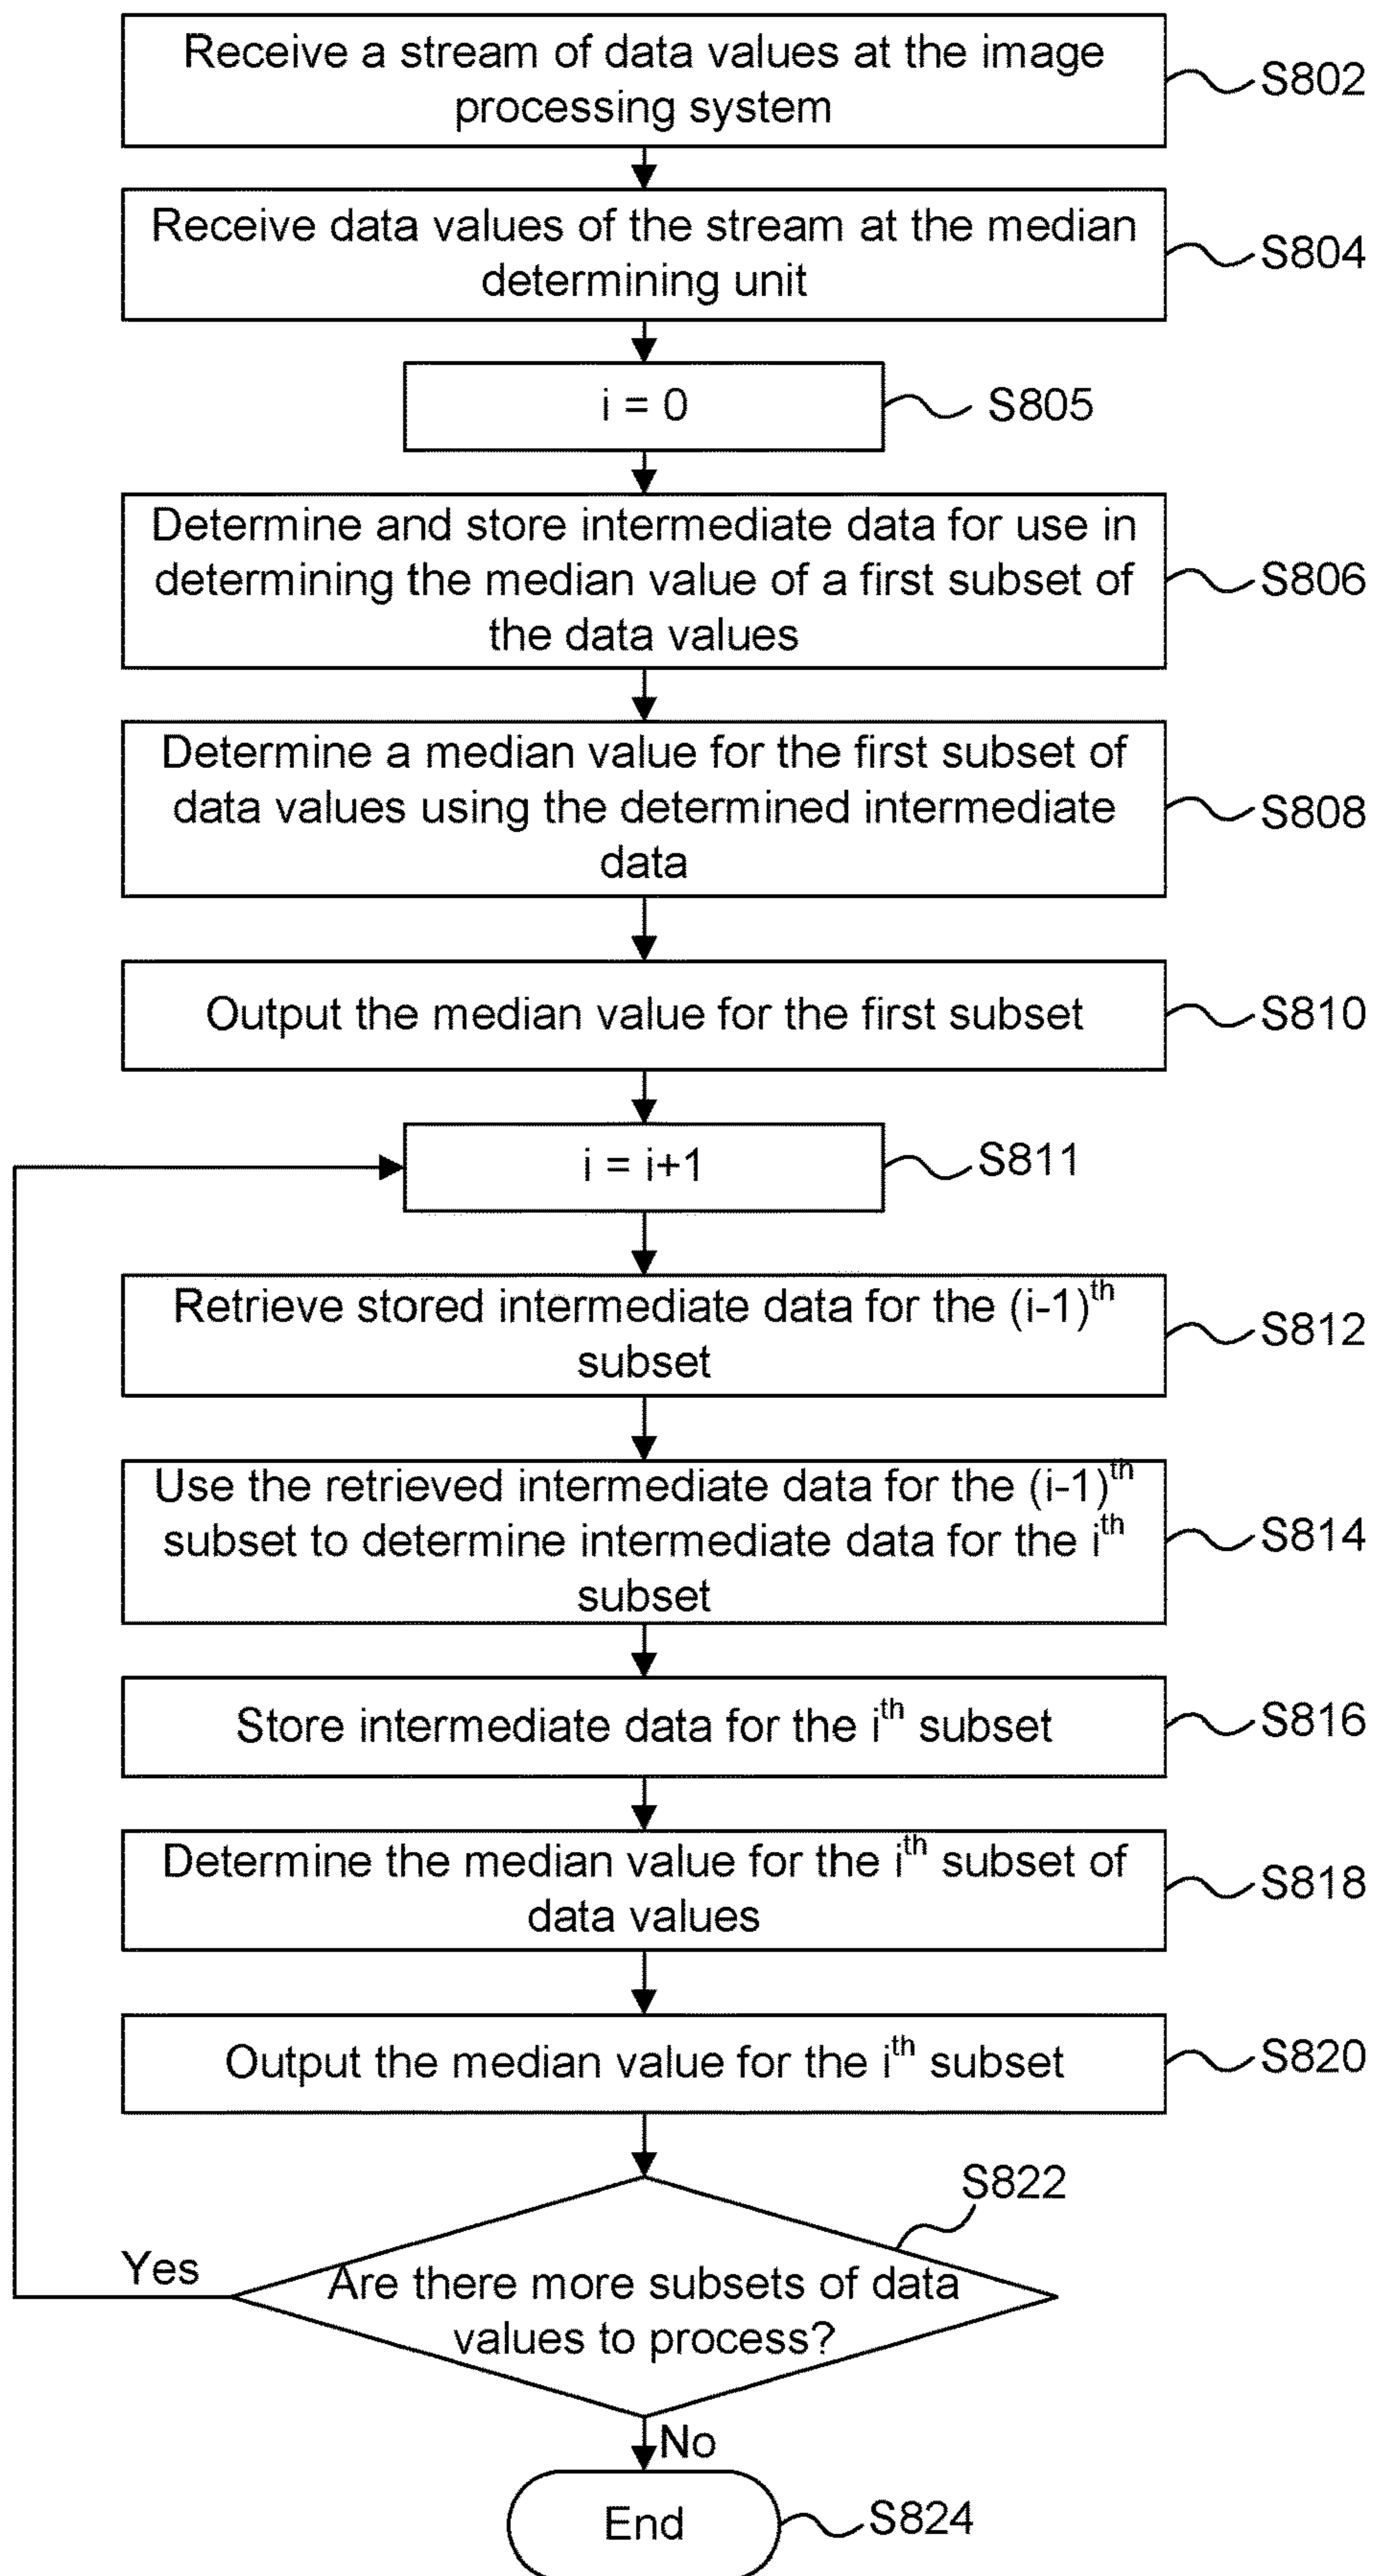 Receive a stream of data values at the image
processing system
S802
Receive data values of the stream at the median
determining unit
S804
i = 0
S805
Determine and store intermediate data for use in
determining the median value of a first subset of
the data values
S806
Determine a median value for the first subset of
data values using the determined intermediate
data
S808
Output the median value for the first subset
S810
i = i+1
S811
Retrieve stored intermediate data for the (i-1)th
subset
S812
Use the retrieved intermediate data for the (i-1)th
subset to determine intermediate data for the ith
subset
S814
Store intermediate data for the ith subset
S816
Determine the median value for the ith subset of
data values
S818
Output the median value for the ith subset
S820
S822
Yes
Are there more subsets of data
values to process?
No
End
S824